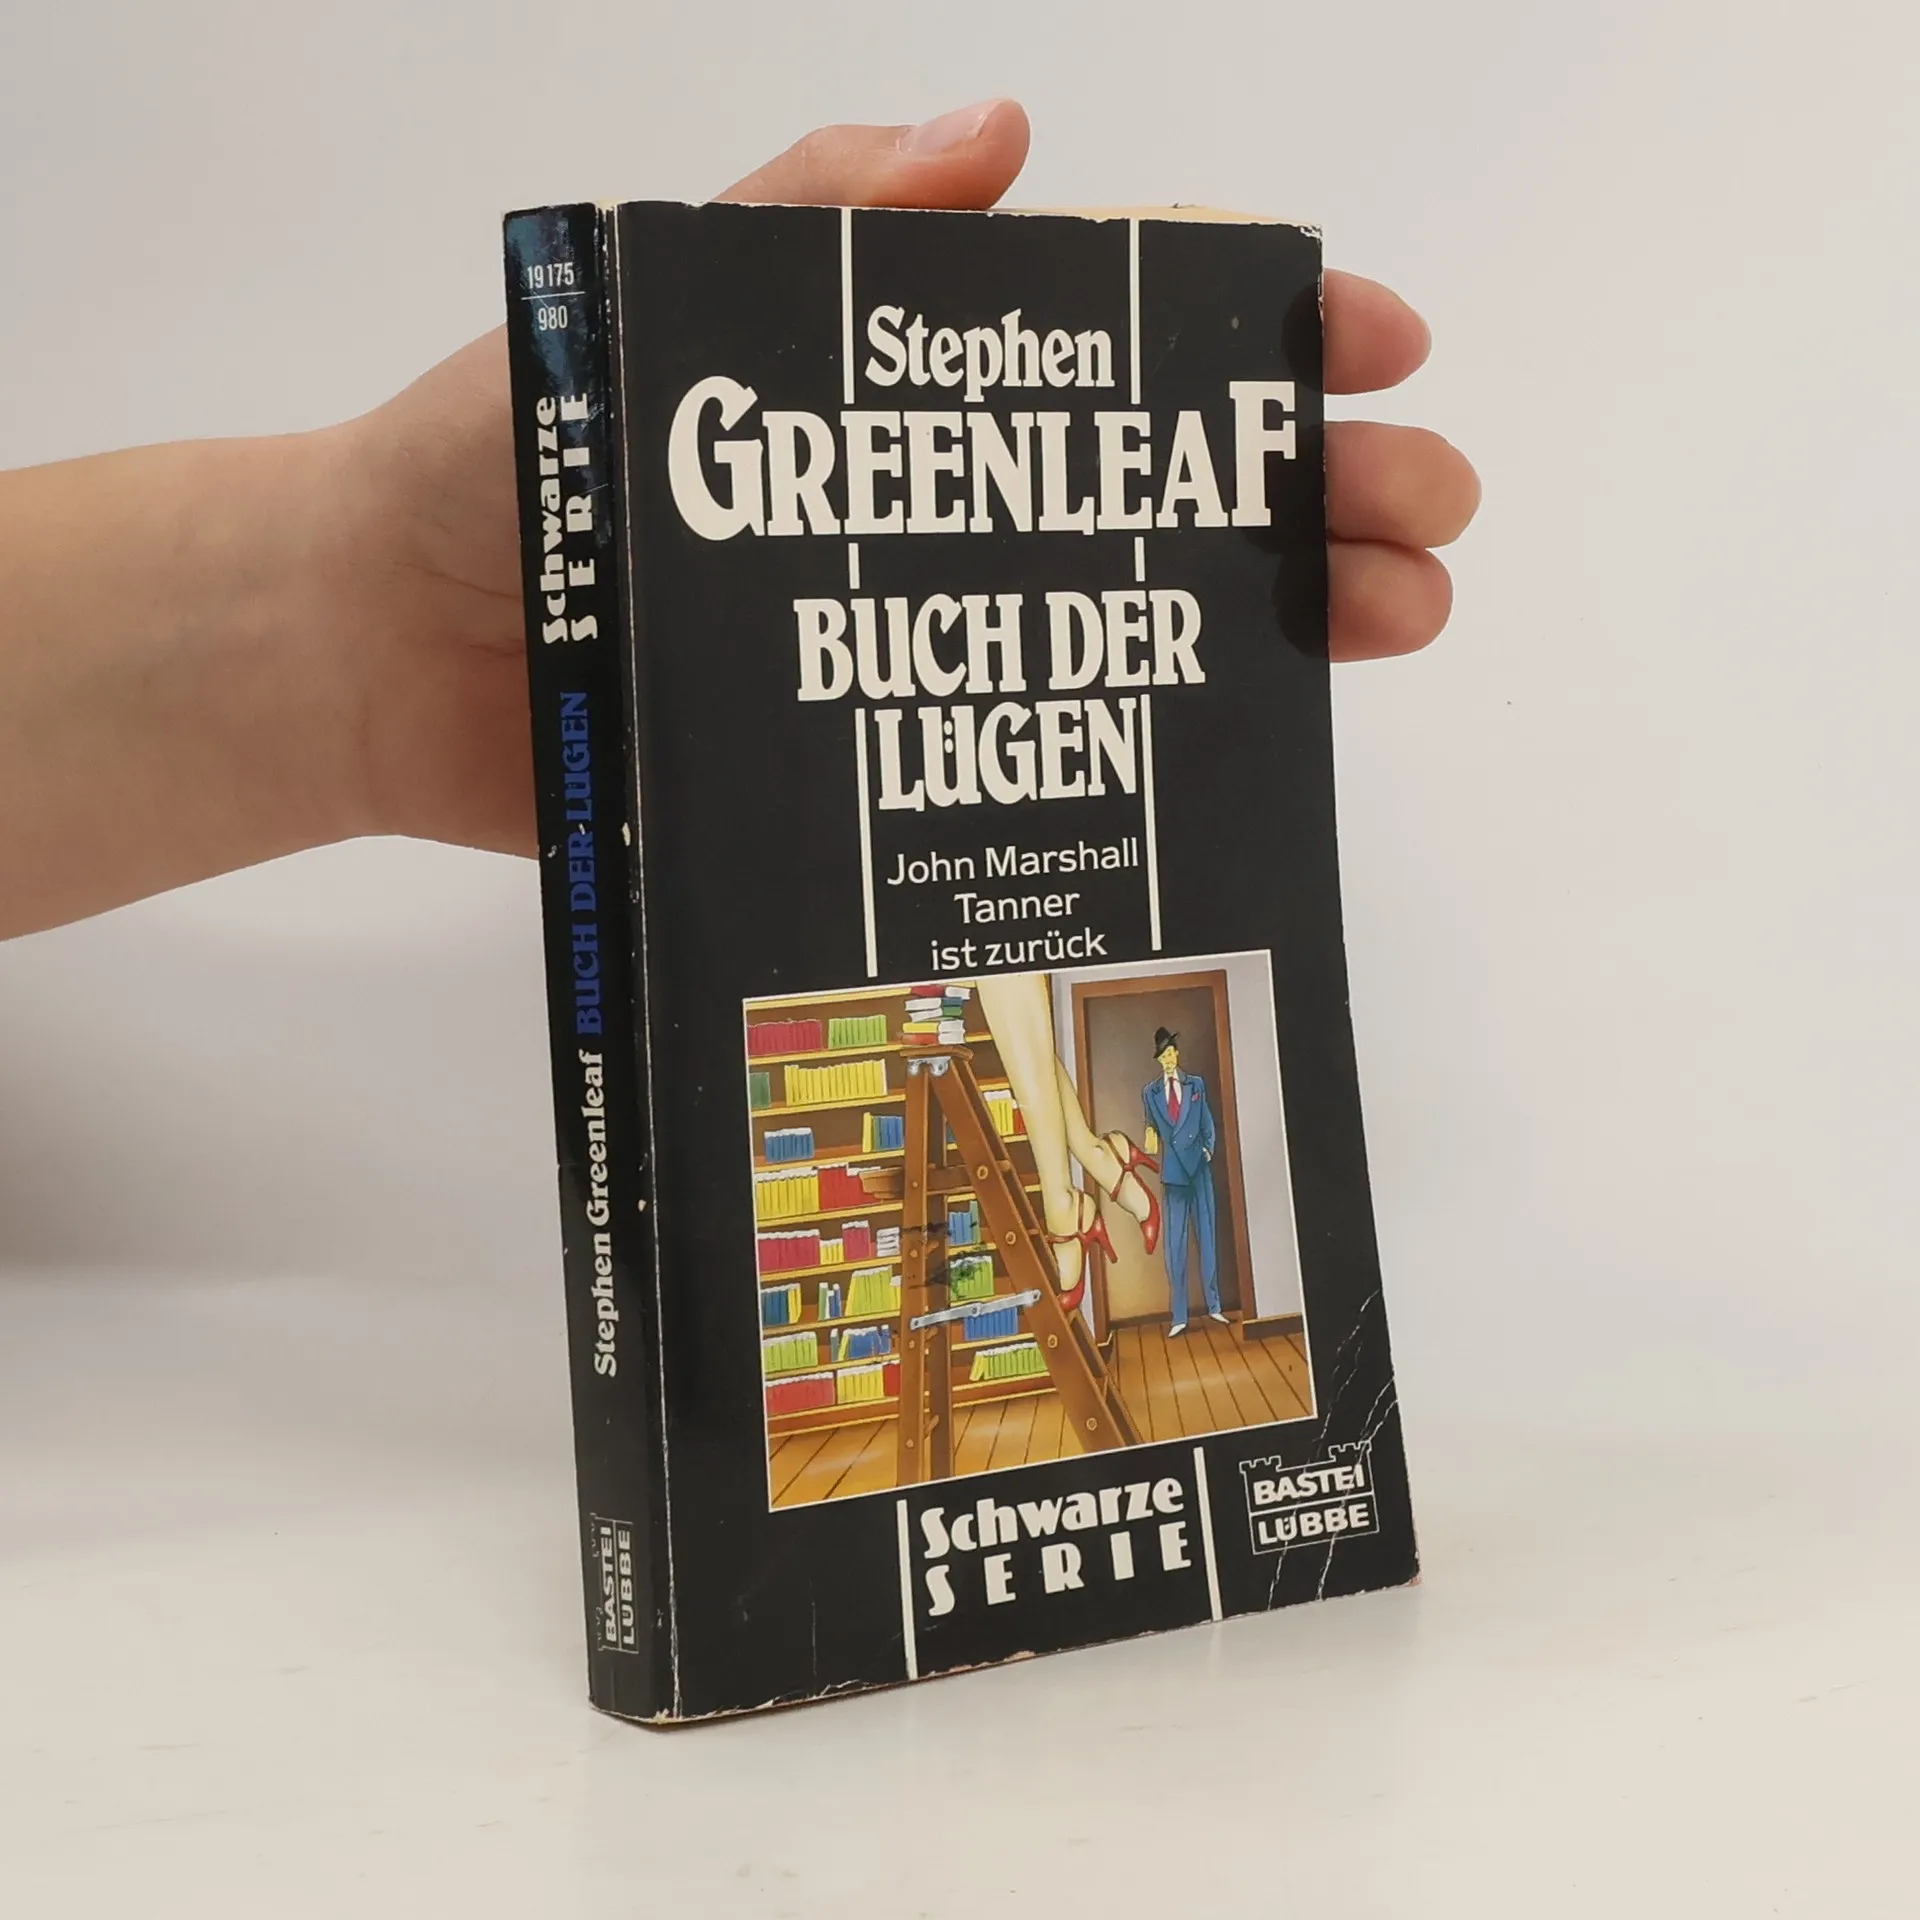 19175
980
Schwarze
SERIE
BUCH DER LÜGEN
Stephen Greenleaf
BASTEI
LÜBBE
Stephen
GREENLEAF
BUCH DER
LÜGEN
John Marshall
Tanner
ist zurück
Schwarze
SERIE
BASTEI
LÜBBE